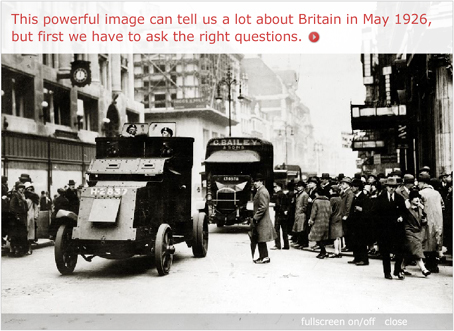 This powerful image can tell us a lot about Britain in May 1926,
but first we have to ask the right questions.
O. BAILEY
& SONS
fullscreen on/off close